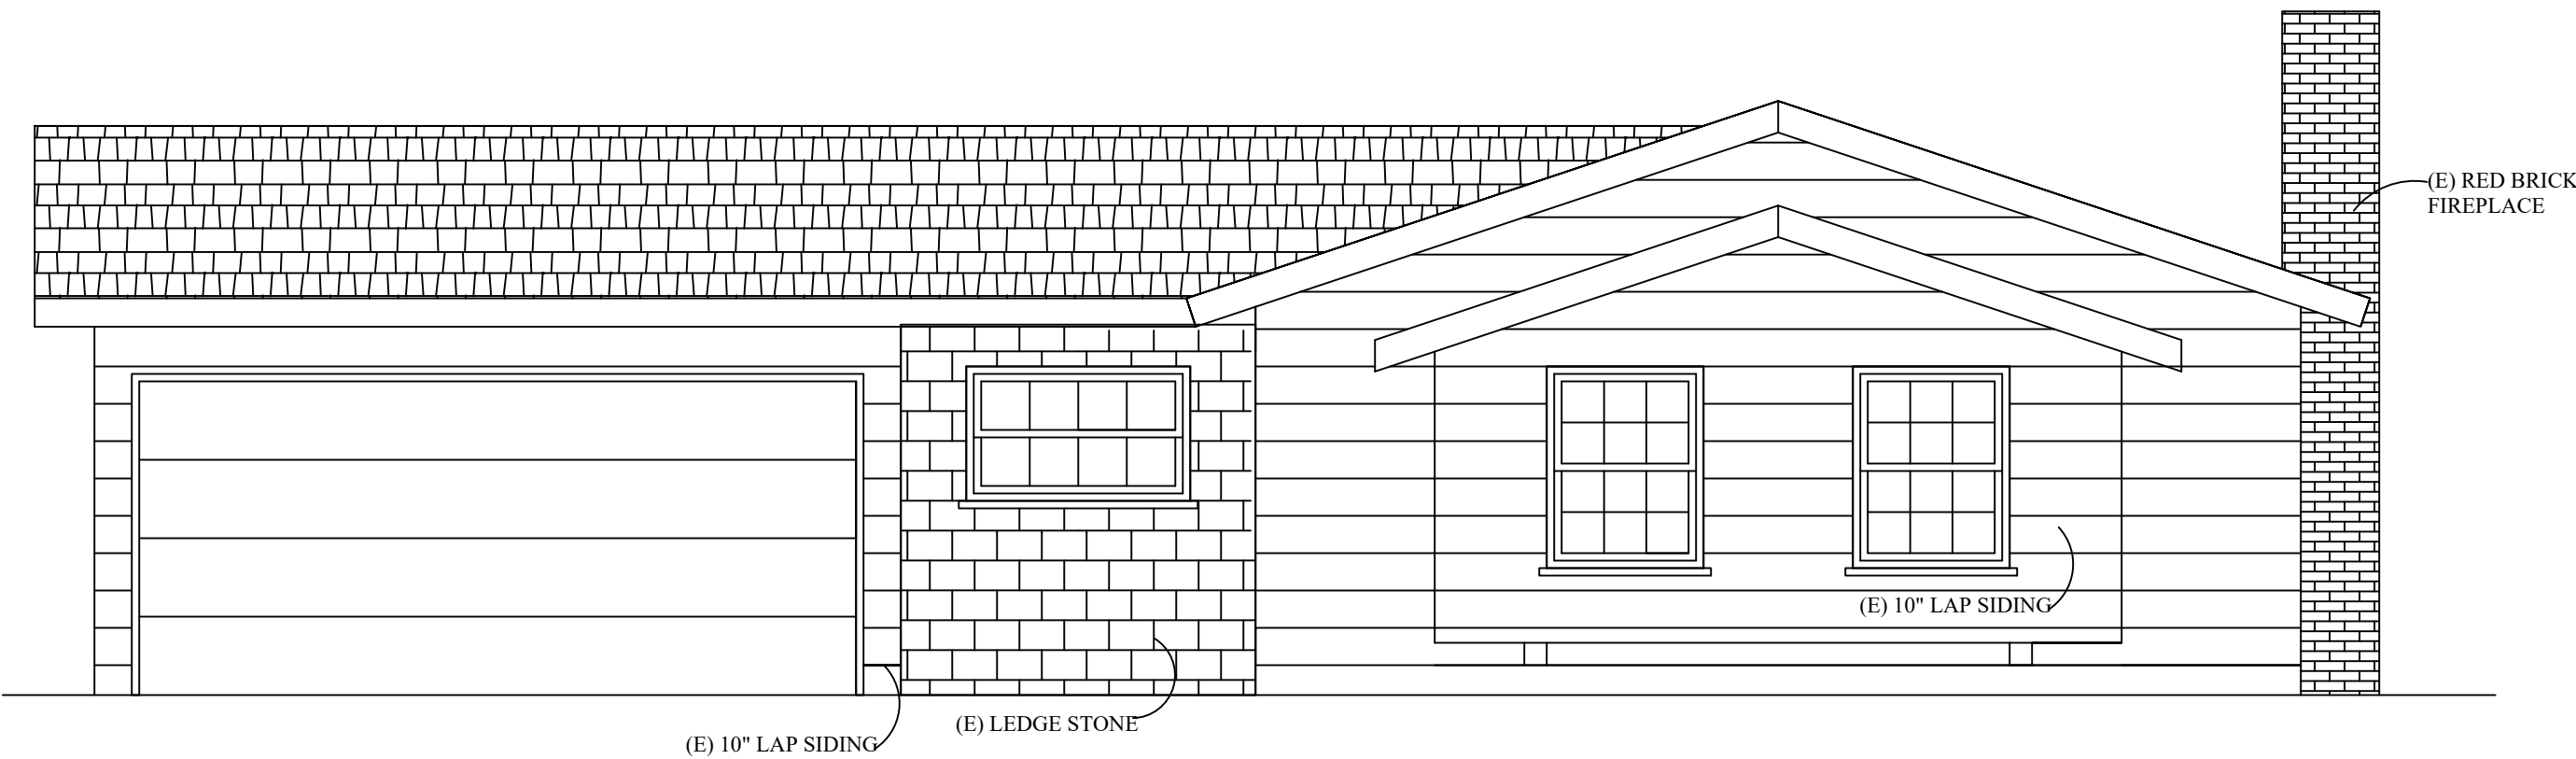 (E) RED BRICK
FIREPLACE
(E) 10" LAP SIDING
(E) LEDGE STONE
(E) 10" LAP SIDING